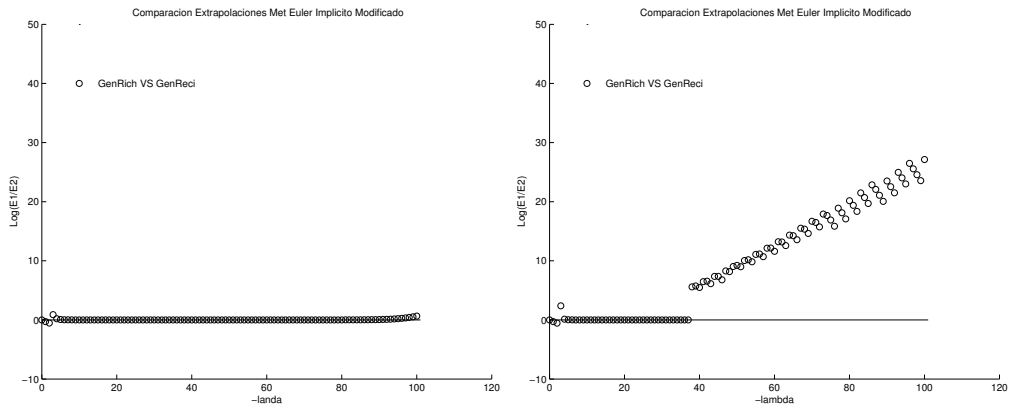 Comparacion Extrapolaciones Met Euler Implicito Modificado
50
40
30
20
10
0
−10
Log(E1/E2)
GenRich VS GenReci
0 20 40 60 80 100 120
−landa
Comparacion Extrapolaciones Met Euler Implicito Modificado
50
40
30
20
10
0
−10
Log(E1/E2)
GenRich VS GenReci
0 20 40 60 80 100 120
−lambda